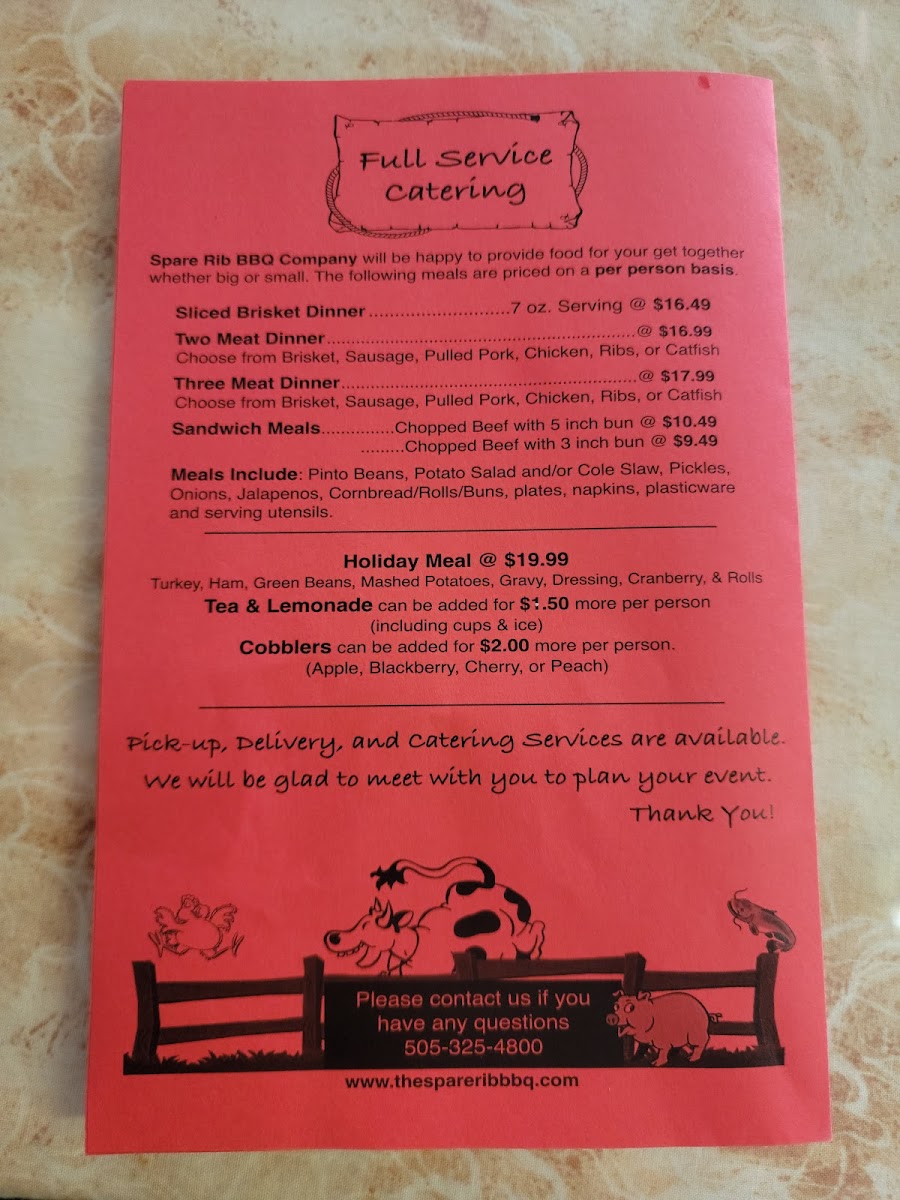 Full Service
Catering
Spare Rib BBQ Company will be happy to provide food for your get together
whether big or small. The following meals are priced on a per person basis.
Sliced Brisket Dinner............................7 oz. Serving @ $16.49
Two Meat Dinner..............................................................@ $16.99
Choose from Brisket, Sausage, Pulled Pork, Chicken, Ribs, or Catfish
Three Meat Dinner...........................................................@ $17.99
Choose from Brisket, Sausage, Pulled Pork, Chicken, Ribs, or Catfish
Sandwich Meals...............Chopped Beef with 5 inch bun @ $10.49
.........Chopped Beef with 3 inch bun @ $9.49
Meals Include: Pinto Beans, Potato Salad and/or Cole Slaw, Pickles,
Onions, Jalapenos, Cornbread/Rolls/Buns, plates, napkins, plasticware
and serving utensils.
Holiday Meal @ $19.99
Turkey, Ham, Green Beans, Mashed Potatoes, Gravy, Dressing, Cranberry, & Rolls
Tea & Lemonade can be added for $1.50 more per person
(including cups & ice)
Cobblers can be added for $2.00 more per person.
(Apple, Blackberry, Cherry, or Peach)
Pick-up, Delivery, and Catering Services are available.
We will be glad to meet with you to plan your event.
Thank You!
Please contact us if you
have any questions
505-325-4800
www.thespareribbbq.com